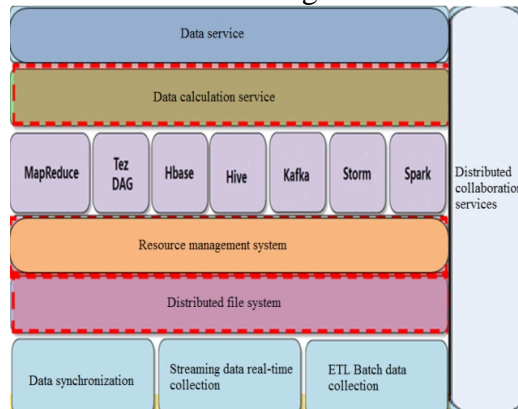 Data service
Data calculation service
MapReduce
Tez
DAG
Hbase
Hive
Kafka
Storm
Spark
Distributed
collaboration
services
Resource management system
Distributed file system
Data synchronization
Streaming data real-time
collection
ETL Batch data
collection